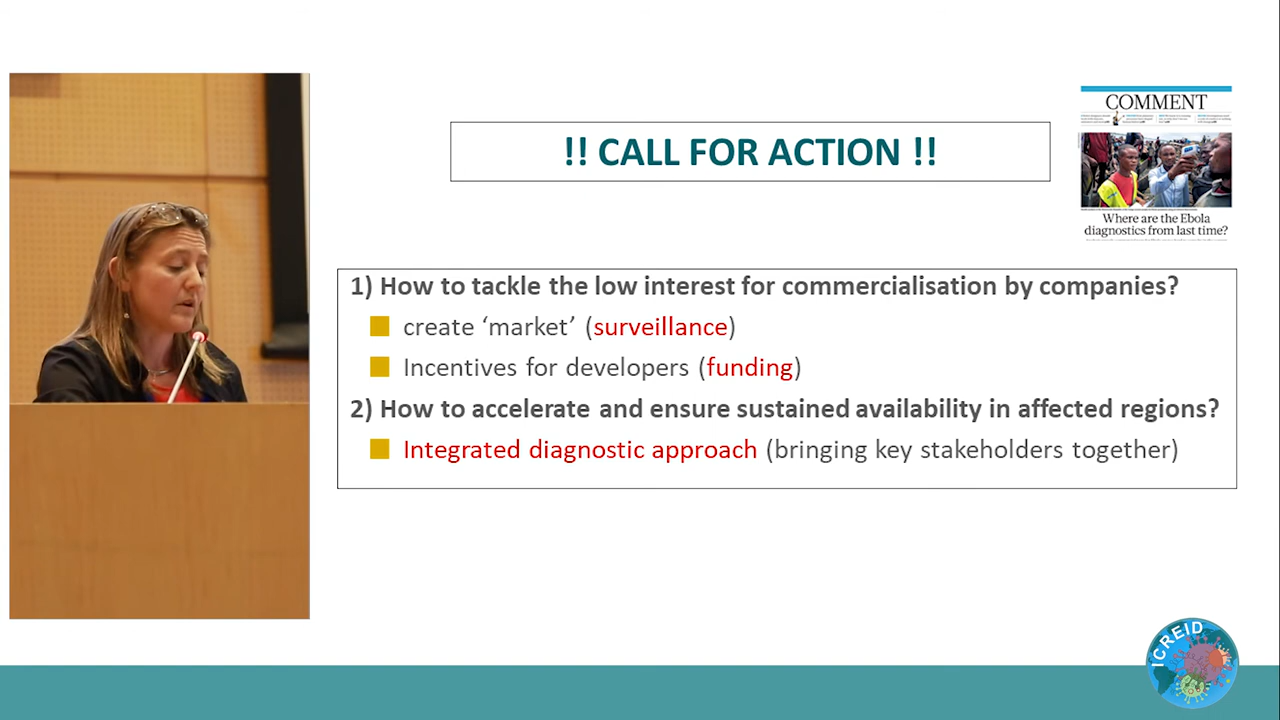 COMMENT
!! CALL FOR ACTION !!
Where are the Ebola
diagnostics from last time?
1) How to tackle the low interest for commercialisation by companies?
create ‘market’ (surveillance)
Incentives for developers (funding)
2) How to accelerate and ensure sustained availability in affected regions?
Integrated diagnostic approach (bringing key stakeholders together)
ICREID